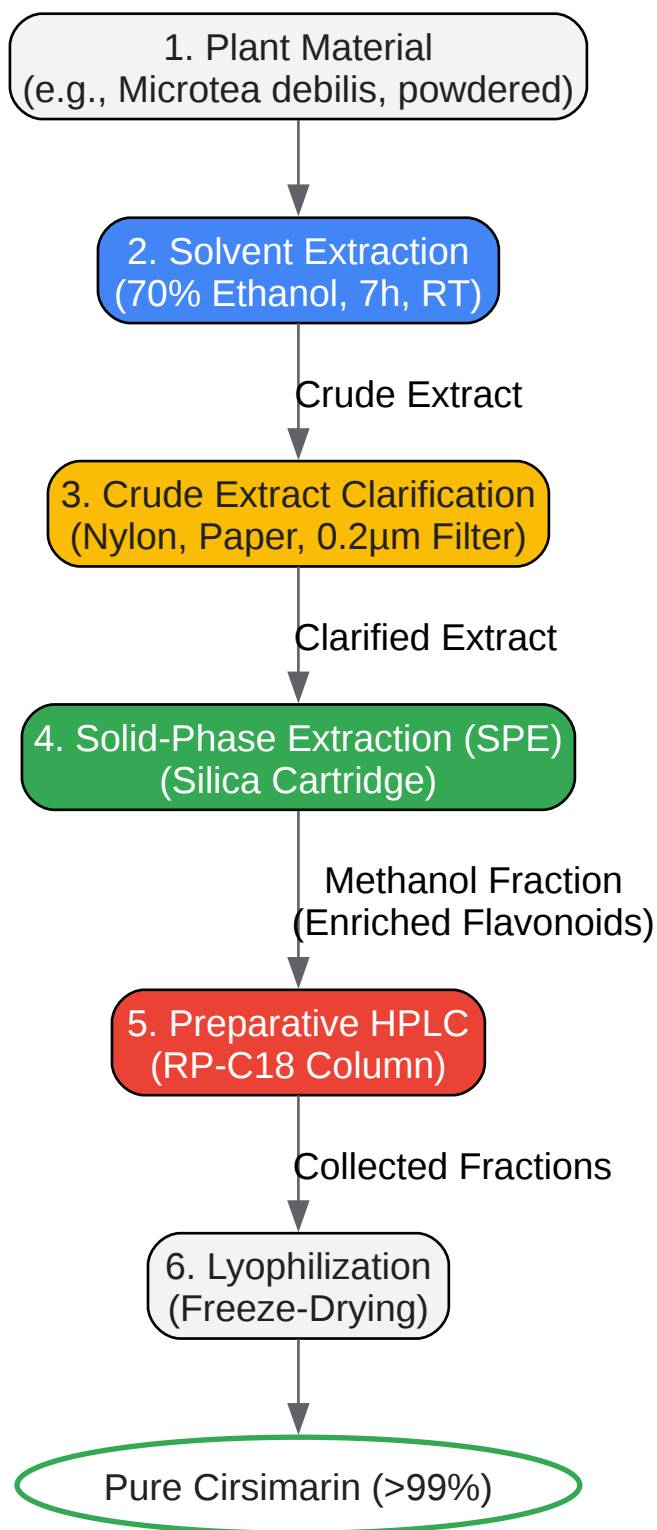 1. Plant Material
(e.g., Microtea debilis, powdered)
2. Solvent Extraction
(70% Ethanol, 7h, RT)
Crude Extract
3. Crude Extract Clarification
(Nylon, Paper, 0.2µm Filter)
Clarified Extract
4. Solid-Phase Extraction (SPE)
(Silica Cartridge)
Methanol Fraction
(Enriched Flavonoids)
5. Preparative HPLC
(RP-C18 Column)
Collected Fractions
6. Lyophilization
(Freeze-Drying)
Pure Cirsimarin (>99%)